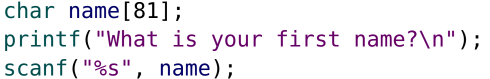 char name[81];
printf("What is your first name?\n");
scanf("%s", name);